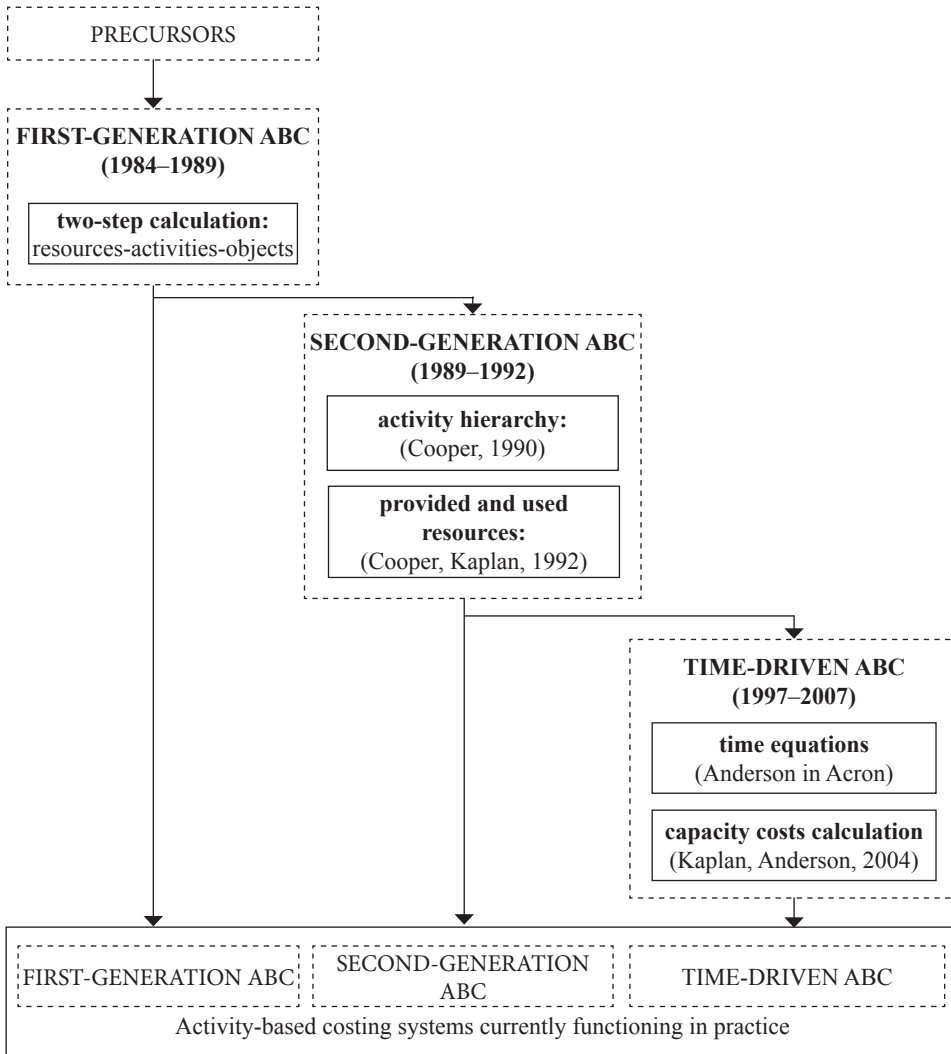 PRECURSORS
FIRST-GENERATION ABC
(1984–1989)
two-step calculation:
resources-activities-objects
SECOND-GENERATION ABC
(1989–1992)
activity hierarchy:
(Cooper, 1990)
provided and used
resources:
(Cooper, Kaplan, 1992)
TIME-DRIVEN ABC
(1997–2007)
time equations
(Anderson in Acron)
capacity costs calculation
(Kaplan, Anderson, 2004)
FIRST-GENERATION ABC
SECOND-GENERATION
ABC
TIME-DRIVEN ABC
Activity-based costing systems currently functioning in practice